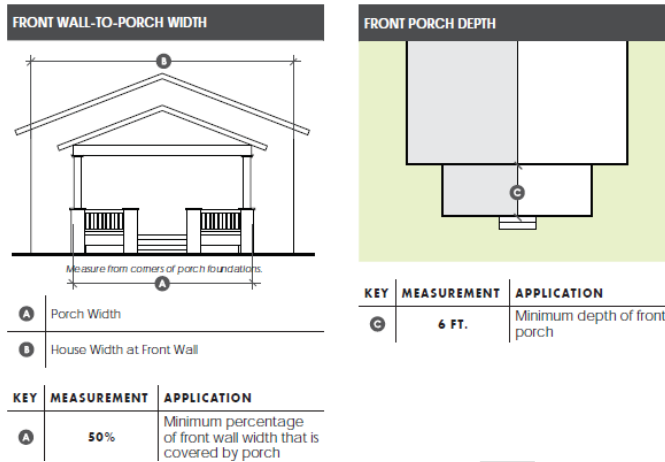 FRONT WALL-TO-PORCH WIDTH
B
Measure from corners of porch foundations.
A
A Porch Width
B House Width at Front Wall
KEY MEASUREMENT APPLICATION
A 50% Minimum percentage
of front wall width that is
covered by porch
FRONT PORCH DEPTH
C
KEY MEASUREMENT APPLICATION
C 6 FT. Minimum depth of front
porch